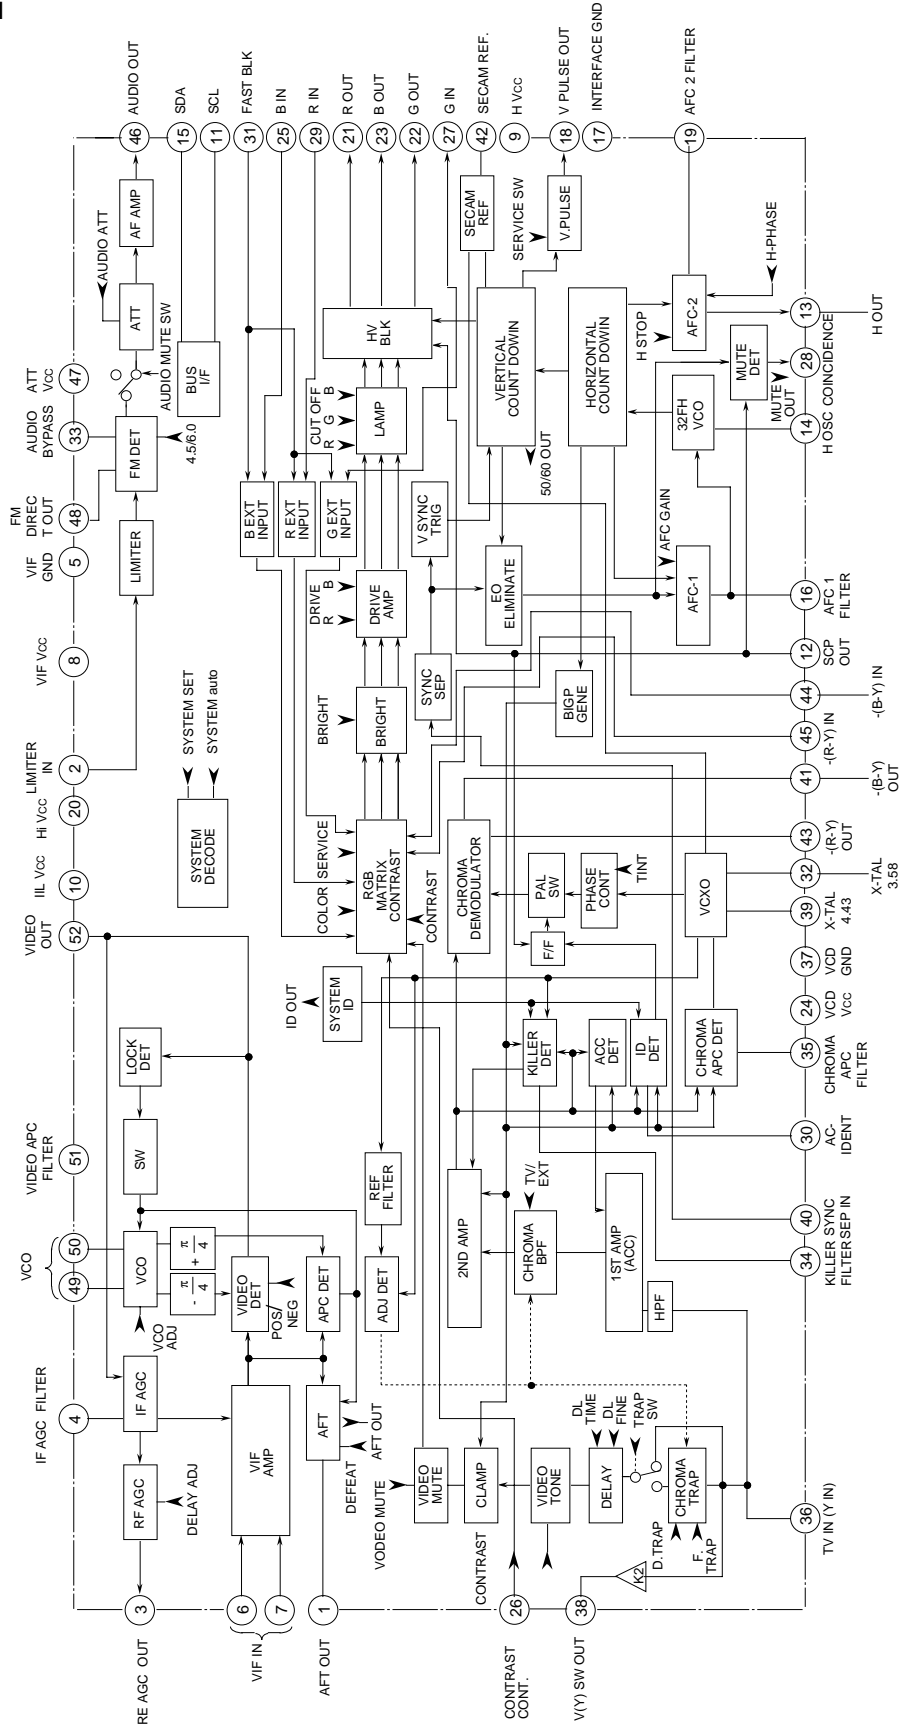 AUDIO OUT
46
SDA
15
SCL
11
FAST BLK
31
B IN
25
R IN
29
R OUT
21
B OUT
23
G OUT
22
G IN
27
SECAM REF.
42
H Vcc
9
V PULSE OUT
18
INTERFACE GND
17
AFC 2 FILTER
19
ATT
Vcc
47
AUDIO
BYPASS
33
FM
DIREC
T OUT
48
VIF
GND
5
VIF Vcc
8
LIMITER
IN
2
Hi Vcc
20
IIL Vcc
10
VIDEO
OUT
52
VIDEO APC
FILTER
51
VCO
50
49
IF AGC FILTER
4
RE AGC OUT
3
VIF IN
6
7
AFT OUT
1
CONTRAST
CONT.
26
V(Y) SW OUT
38
H OUT
13
COINCIDENCE
28
H OSC
14
AFC 1
FILTER
16
SCP
OUT
12
-(B-Y) IN
44
-(R-Y) IN
45
-(B-Y)
OUT
41
-(R-Y)
OUT
43
X-TAL
3.58
32
X-TAL
4.43
39
VCD
GND
37
VCD
Vcc
24
CHROMA
APC
FILTER
35
AC-
IDENT
30
SYNC
SEP IN
40
KILLER
FILTER
34
TV IN (Y IN)
36
AF AMP
AUDIO ATT
ATT
AUDIO MUTE SW
BUS
I/F
FM DET
4.5/6.0
LIMITER
SYSTEM SET
SYSTEM auto
SYSTEM
DECODE
LOCK
DET
SW
VCO
VCO
ADJ
π
4
+
π
4
-
VIDEO
DET
POS/
NEG
APC DET
IF AGC
RF AGC
DELAY ADJ
VIF
AMP
AFT
AFT OUT
DEFEAT
SECAM
REF
SERVICE SW
V.PULSE
HV
BLK
VERTICAL
COUNT DOWN
HORIZONTAL
COUNT DOWN
H STOP
AFC-2
H-PHASE
MUTE
DET
MUTE
OUT
32FH
VCO
CUT OFF
R G B
LAMP
50/60 OUT
B EXT
INPUT
R EXT
INPUT
G EXT
INPUT
V SYNC
TRIG
EO
ELIMINATE
AFC GAIN
AFC-1
DRIVE
R B
DRIVE
AMP
SYNC
SEP
BIGP
GENE
BRIGHT
BRIGHT
COLOR SERVICE
RGB
MATRIX
CONTRAST
CONTRAST
CHROMA
DEMODULATOR
PAL
SW
PHASE
CONT
TINT
VCXO
F/F
ID OUT
SYSTEM
ID
KILLER
DET
ACC
DET
ID
DET
CHROMA
APC DET
REF
FILTER
ADJ DET
2ND AMP
TV/
EXT
CHROMA
BPF
1ST AMP
(ACC)
HPF
VODEO MUTE
VIDEO
MUTE
CLAMP
CONTRAST
VIDEO
TONE
DL
TIME
DL
FINE
DELAY
TRAP
SW
CHROMA
TRAP
D.TRAP
F.
TRAP
K2